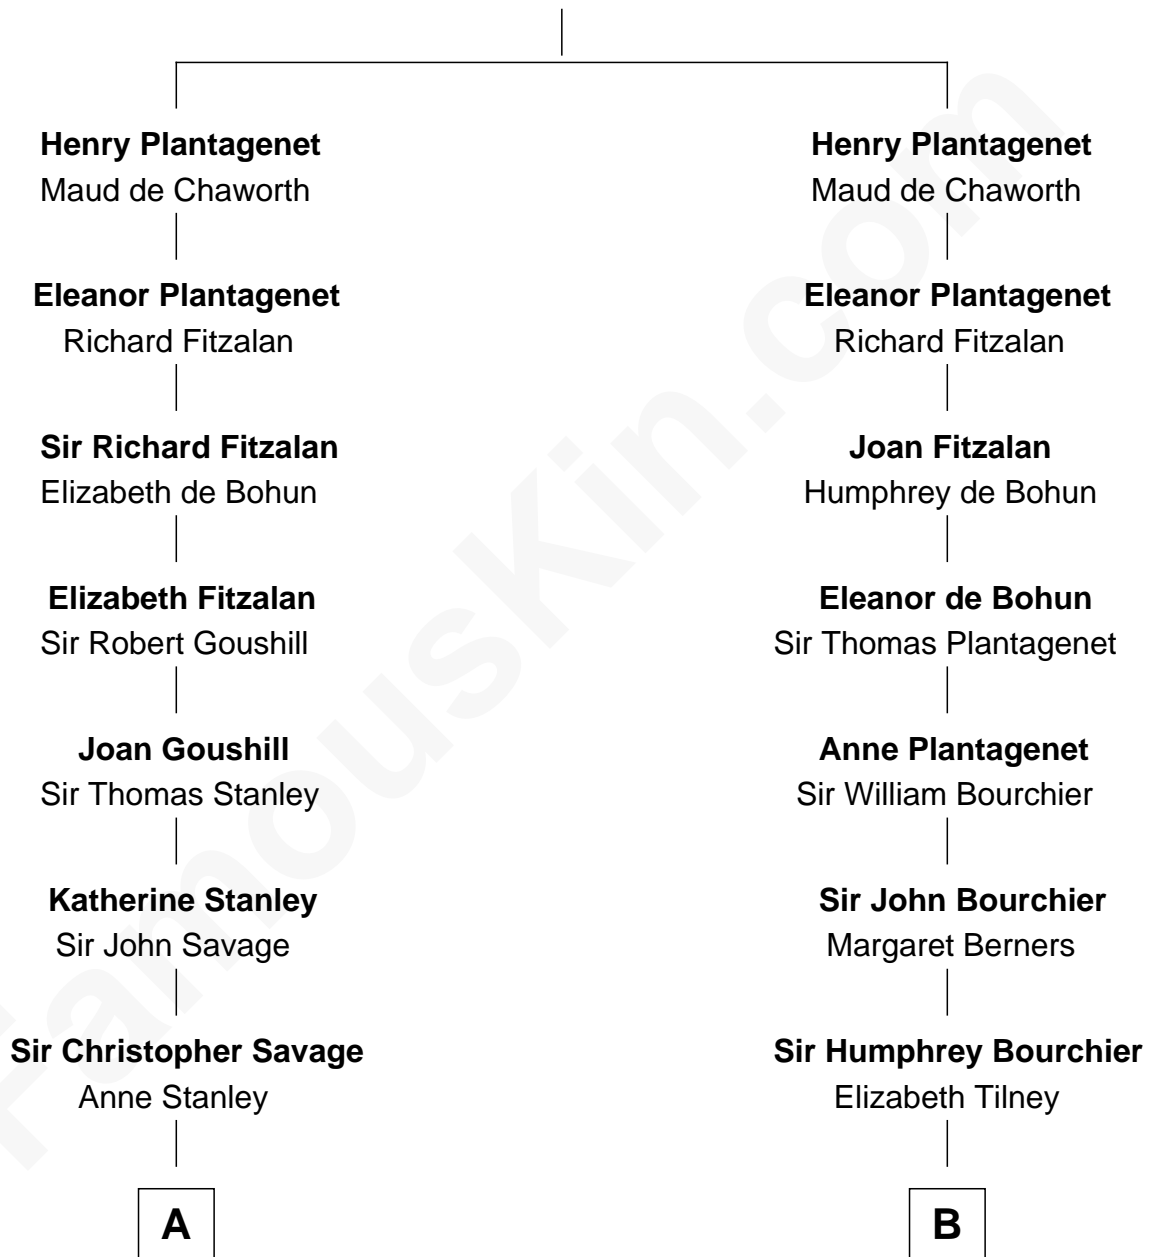 Henry Plantagenet
Maud de Chaworth
Eleanor Plantagenet
Richard Fitzalan
Sir Richard Fitzalan
Elizabeth de Bohun
Elizabeth Fitzalan
Sir Robert Goushill
Joan Goushill
Sir Thomas Stanley
Katherine Stanley
Sir John Savage
Sir Christopher Savage
Anne Stanley
A
Henry Plantagenet
Maud de Chaworth
Eleanor Plantagenet
Richard Fitzalan
Joan Fitzalan
Humphrey de Bohun
Eleanor de Bohun
Sir Thomas Plantagenet
Anne Plantagenet
Sir William Bourchier
Sir John Bourchier
Margaret Berners
Sir Humphrey Bourchier
Elizabeth Tilney
B
FamousKin.com